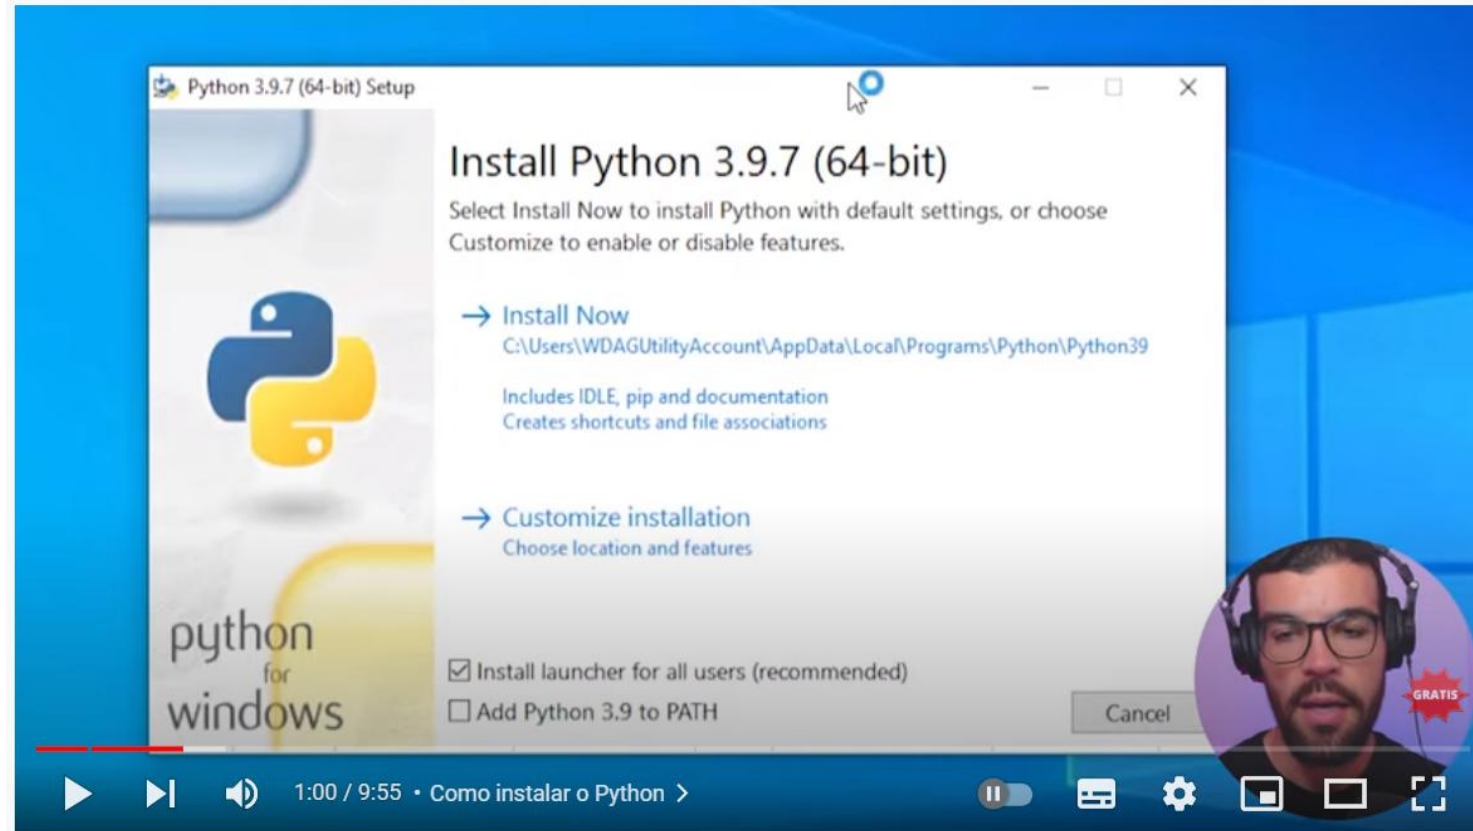 Python 3.9.7 (64-bit) Setup
Install Python 3.9.7 (64-bit)
Select Install Now to install Python with default settings, or choose
Customize to enable or disable features.
Install Now
C:\Users\WDAGUtilityAccount\AppData\Local\Programs\Python\Python39
Includes IDLE, pip and documentation
Creates shortcuts and file associations
Customize installation
Choose location and features
python
for
windows
Install launcher for all users (recommended)
Add Python 3.9 to PATH
Cancel
GRATIS
1:00 / 9:55 • Como instalar o Python >